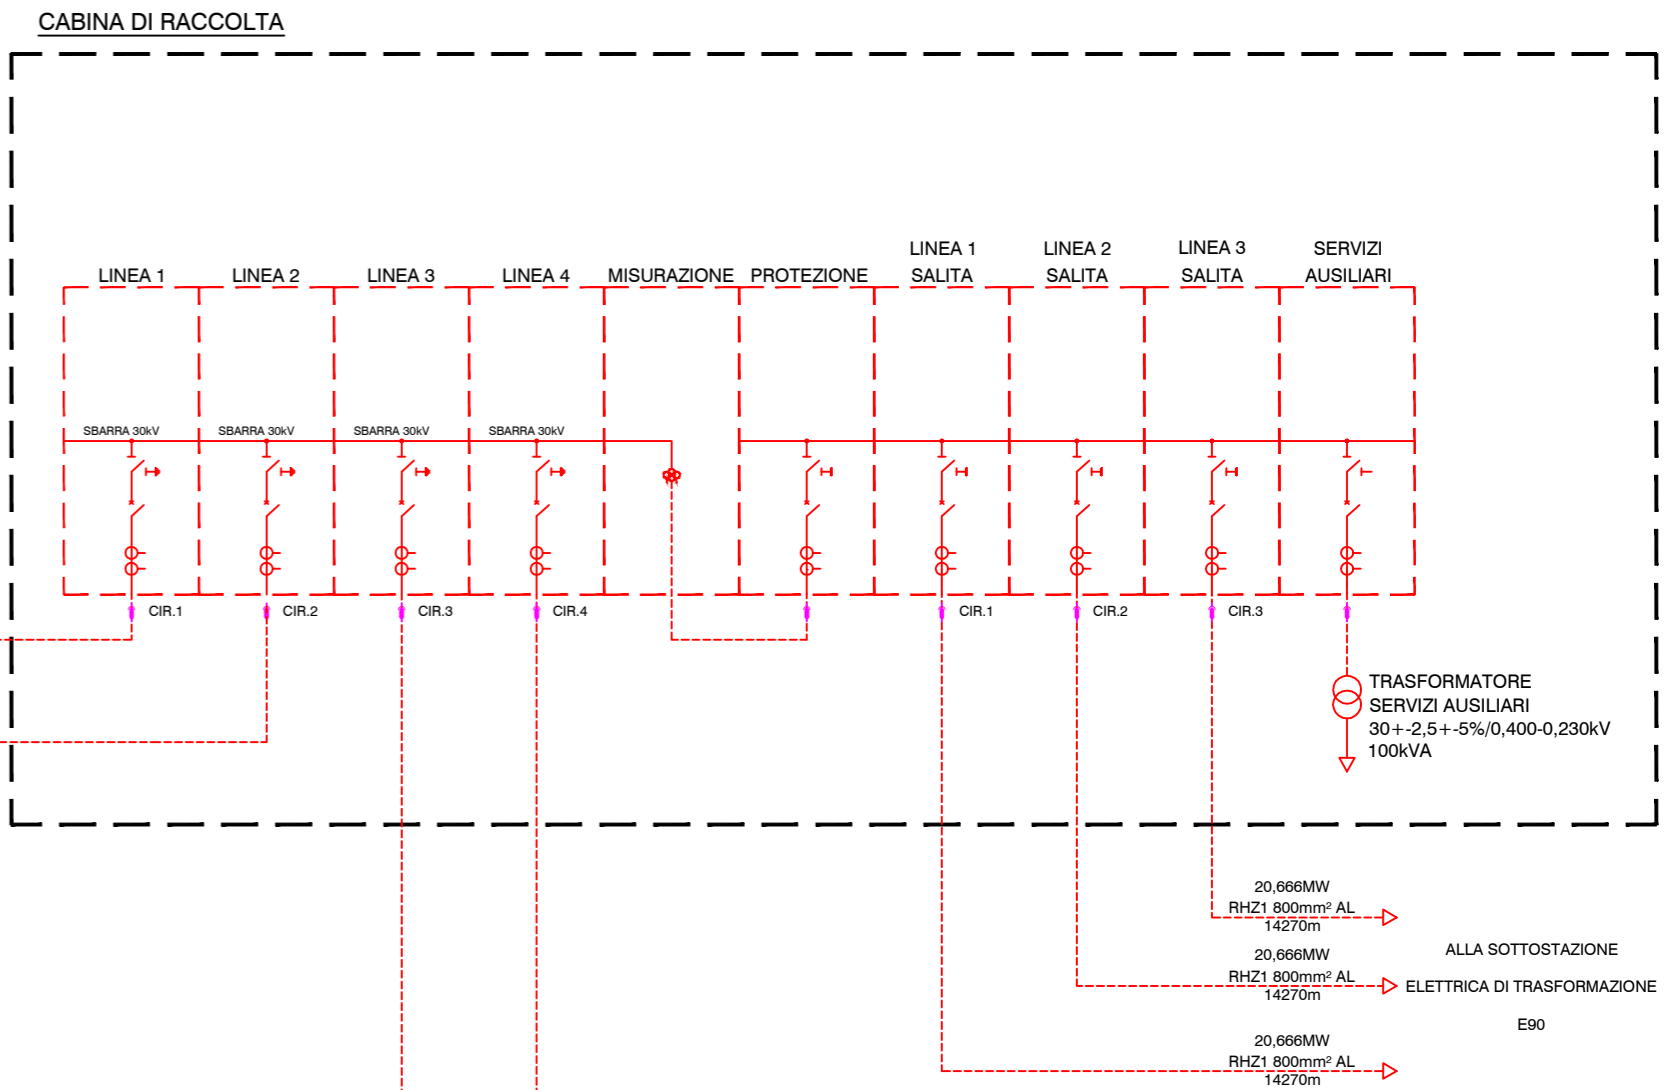 CABINA DI RACCOLTA
LINEA 1
LINEA 2
LINEA 3
LINEA 4
MISURAZIONE
PROTEZIONE
LINEA 1
SALITA
LINEA 2
SALITA
LINEA 3
SALITA
SERVIZI
AUSILIARI
SBARRA 30kV
SBARRA 30kV
SBARRA 30kV
SBARRA 30kV
CIR.1
CIR.2
CIR.3
CIR.4
CIR.1
CIR.2
CIR.3
TRASFORMATORE
SERVIZI AUSILIARI
30+-2,5+-5%/0,400-0,230kV
100kVA
20,666MW
RHZ1 800mm² AL
14270m
20,666MW
RHZ1 800mm² AL
14270m
20,666MW
RHZ1 800mm² AL
14270m
ALLA SOTTOSTAZIONE
ELETTRICA DI TRASFORMAZIONE
E90